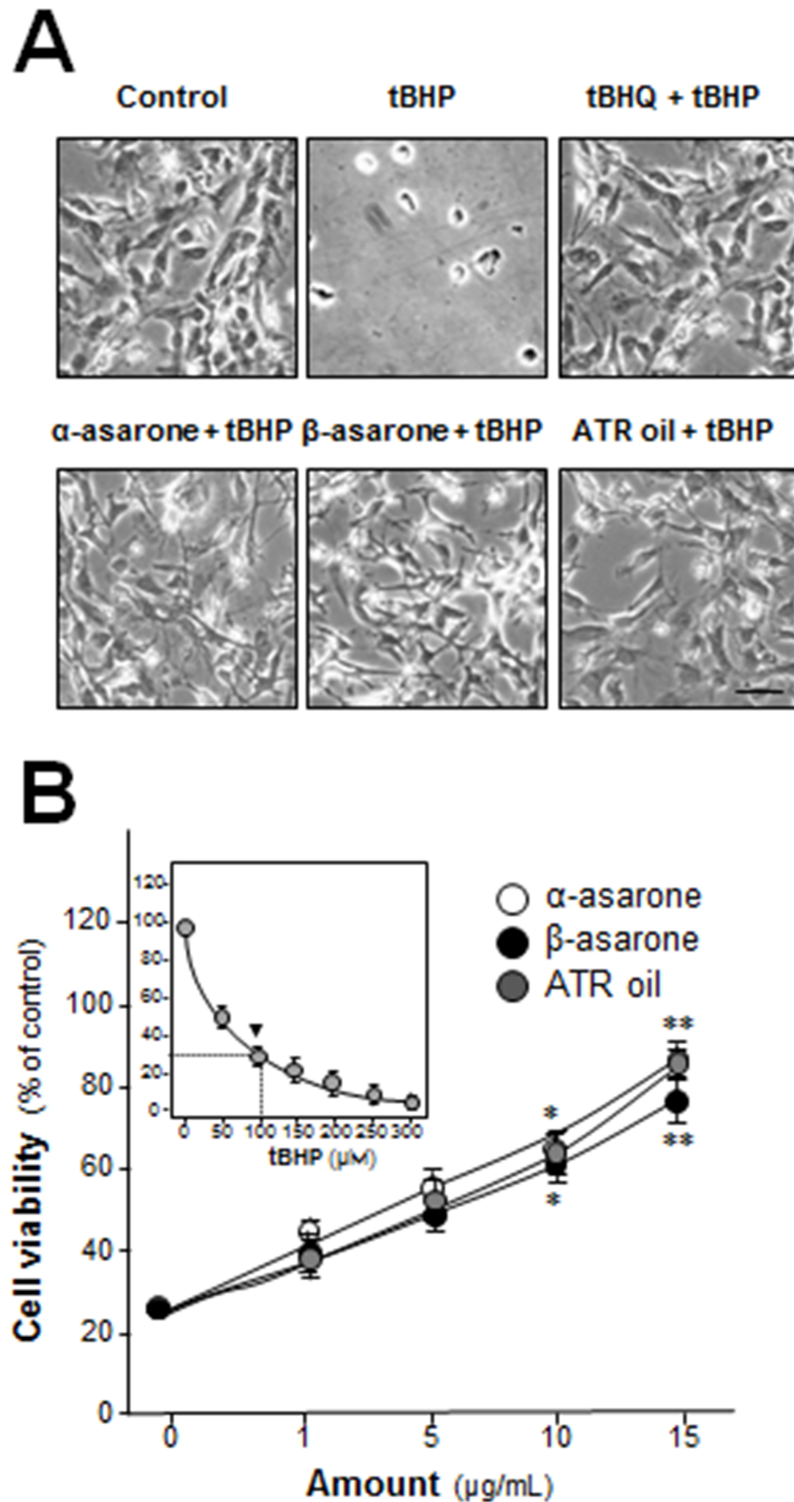 A
Control tBHP tBHQ + tBHP
α-asarone + tBHP β-asarone + tBHP ATR oil + tBHP
B
Cell viability (% of control)
120
100
80
60
40
20
0
120
100
80
60
40
20
0
0 50 100 150 200 250 300
tBHP (μM)
α-asarone
β-asarone
ATR oil
**
**
*
*
0 1 5 10 15
Amount (μg/mL)